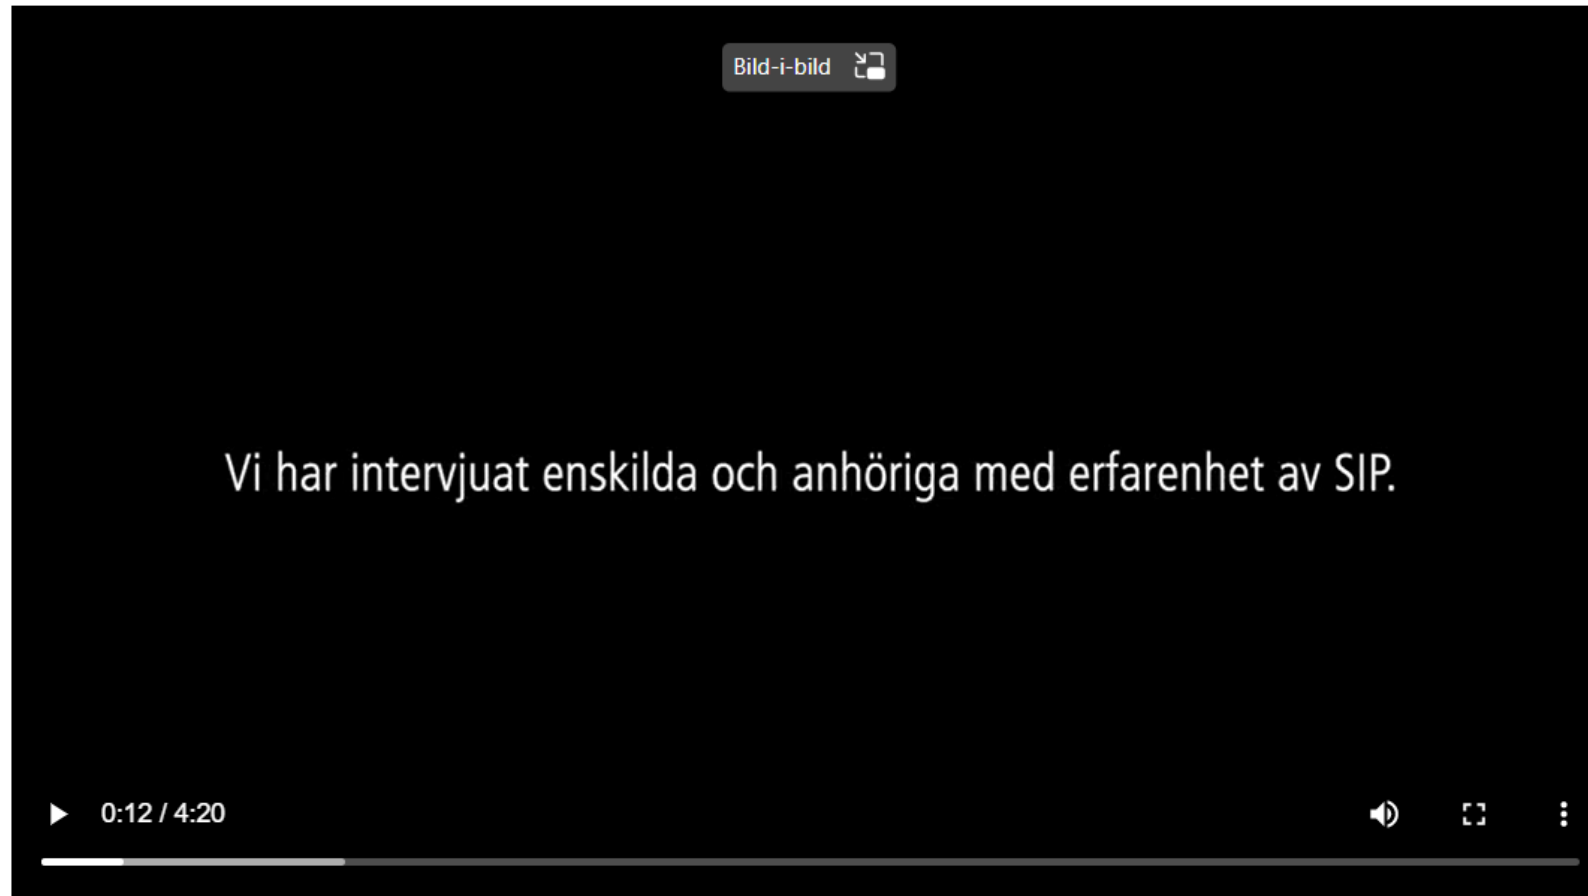 Bild-i-bild
Vi har intervjuat enskilda och anhöriga med erfarenhet av SIP.
0:12 / 4:20